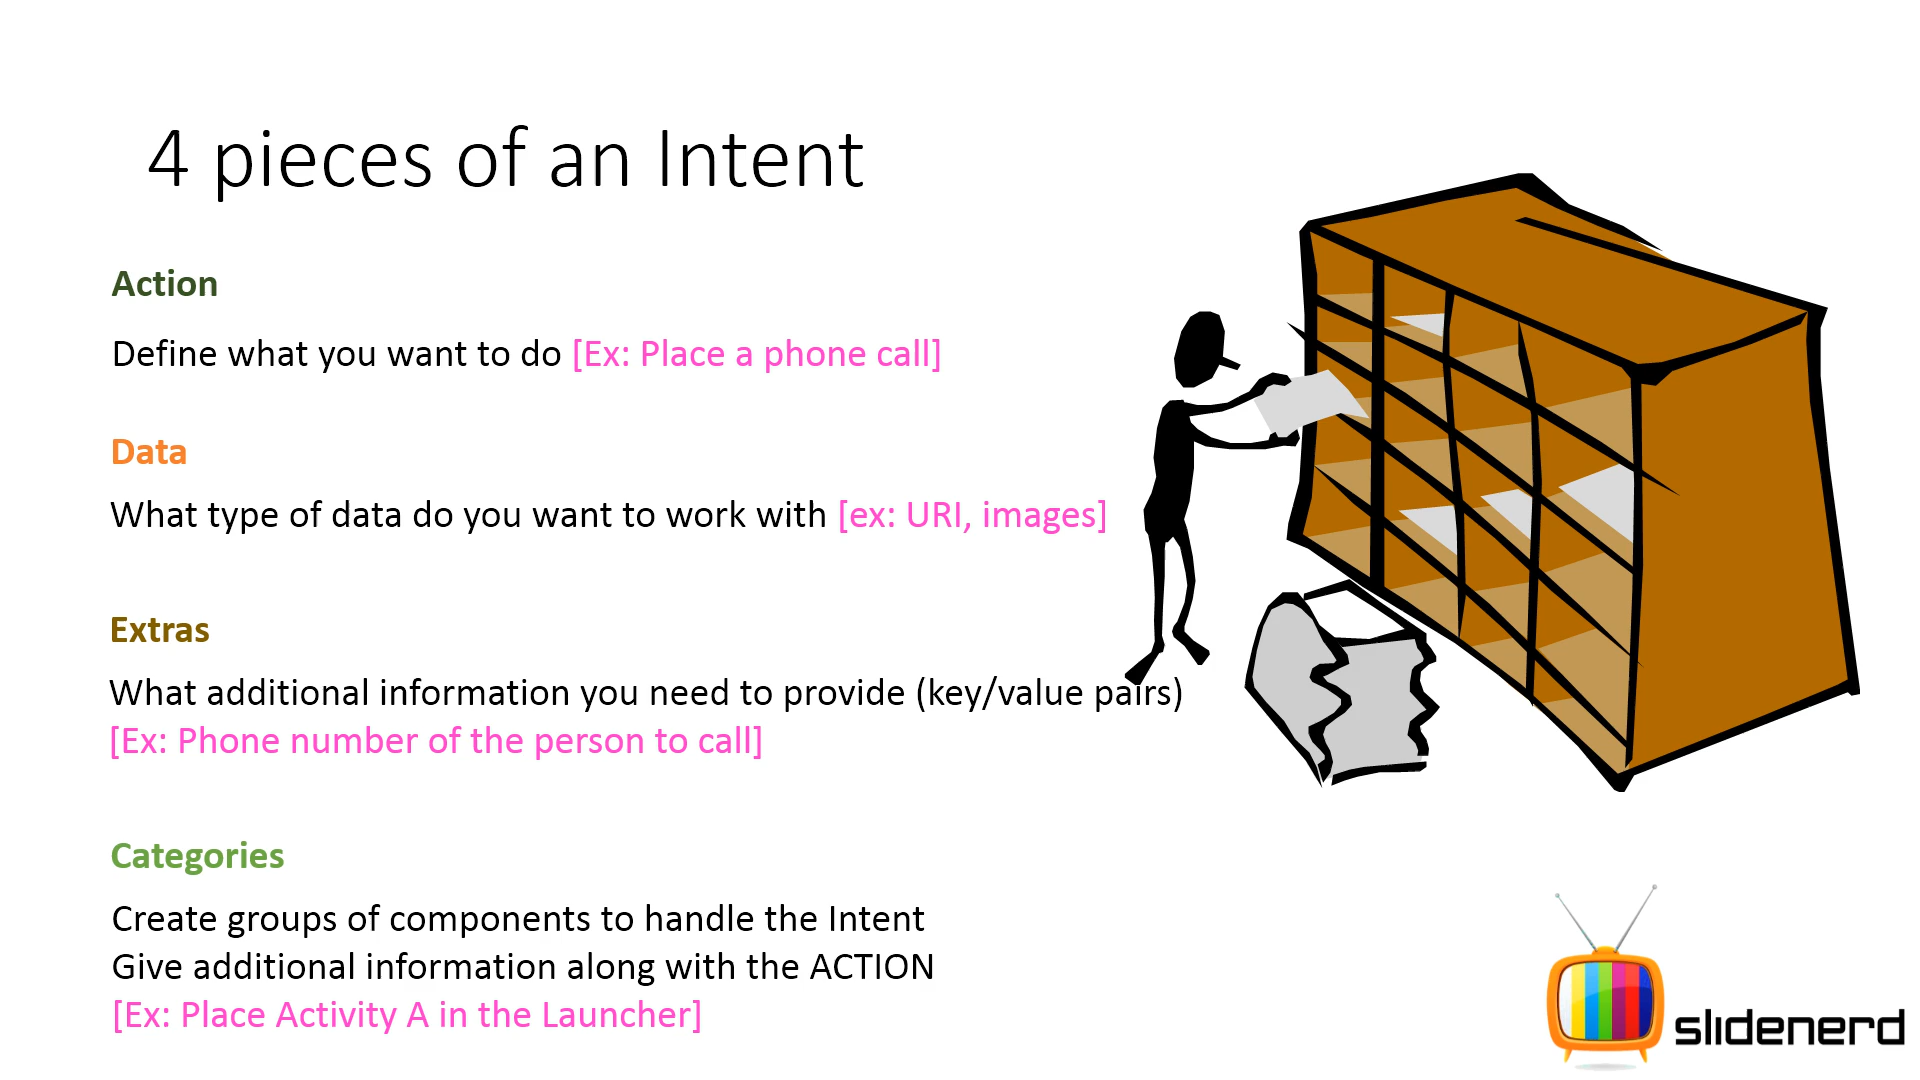 4 pieces of an Intent
Action
Define what you want to do [Ex: Place a phone call]
Data
What type of data do you want to work with [ex: URI, images]
Extras
What additional information you need to provide (key/value pairs)
[Ex: Phone number of the person to call]
Categories
Create groups of components to handle the Intent
Give additional information along with the ACTION
[Ex: Place Activity A in the Launcher]
slidenerd